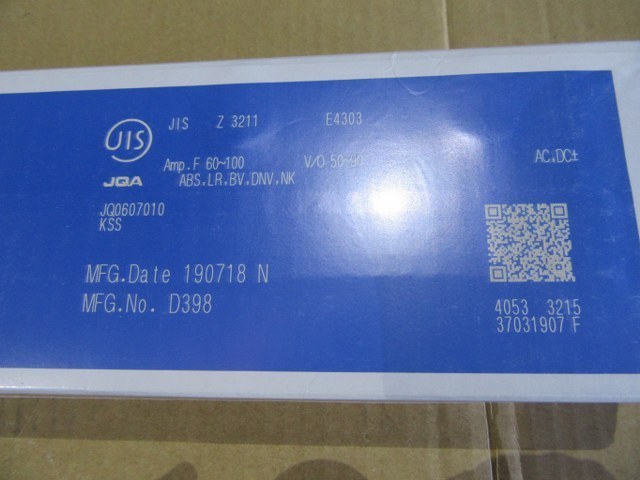 JIS Z 3211 E4303
JIS
Amp.F 60~100 V/O 50~ AC,DC±
JQA ABS,LR,BV,DNV,NK
JQ0607010
KSS
MFG.Date 190718 N
MFG.No. D398
4053 3215
37031907 F